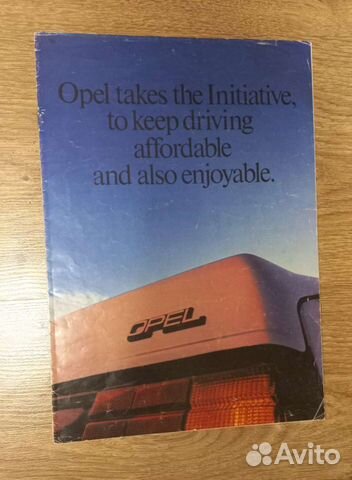 Opel takes the Initiative,
to keep driving
affordable
and also enjoyable.
OPEL
Avito